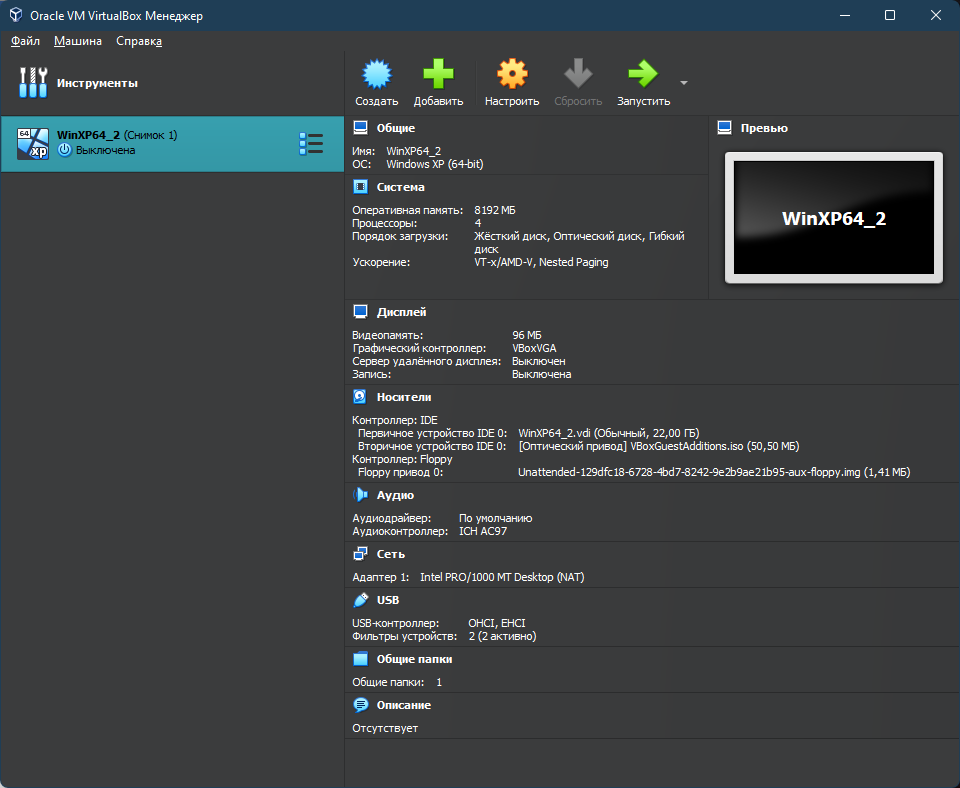 Oracle VM VirtualBox Менеджер
Файл Машина Справка
Инструменты
Создать Добавить Настроить Сбросить Запустить
64
xp
WinXP64_2 (Снимок 1)
Выключена
Общие
Имя: WinXP64_2
ОС: Windows XP (64-bit)
Превью
WinXP64_2
Система
Оперативная память: 8192 МБ
Процессоры: 4
Порядок загрузки: Жёсткий диск, Оптический диск, Гибкий
диск
Ускорение: VT-x/AMD-V, Nested Paging
Дисплей
Видеопамять: 96 МБ
Графический контроллер: VBoxVGA
Сервер удалённого дисплея: Выключен
Запись: Выключена
Носители
Контроллер: IDE
Первичное устройство IDE 0: WinXP64_2.vdi (Обычный, 22,00 ГБ)
Вторичное устройство IDE 0: [Оптический привод] VBoxGuestAdditions.iso (50,50 МБ)
Контроллер: Floppy
Floppy привод 0: Unattended-129dfc18-6728-4bd7-8242-9e2b9ae21b95-aux-floppy.img (1,41 МБ)
Аудио
Аудиодрайвер: По умолчанию
Аудиоконтроллер: ICH AC97
Сеть
Адаптер 1: Intel PRO/1000 MT Desktop (NAT)
USB
USB-контроллер: OHCI, EHCI
Фильтры устройств: 2 (2 активно)
Общие папки
Общие папки: 1
Описание
Отсутствует